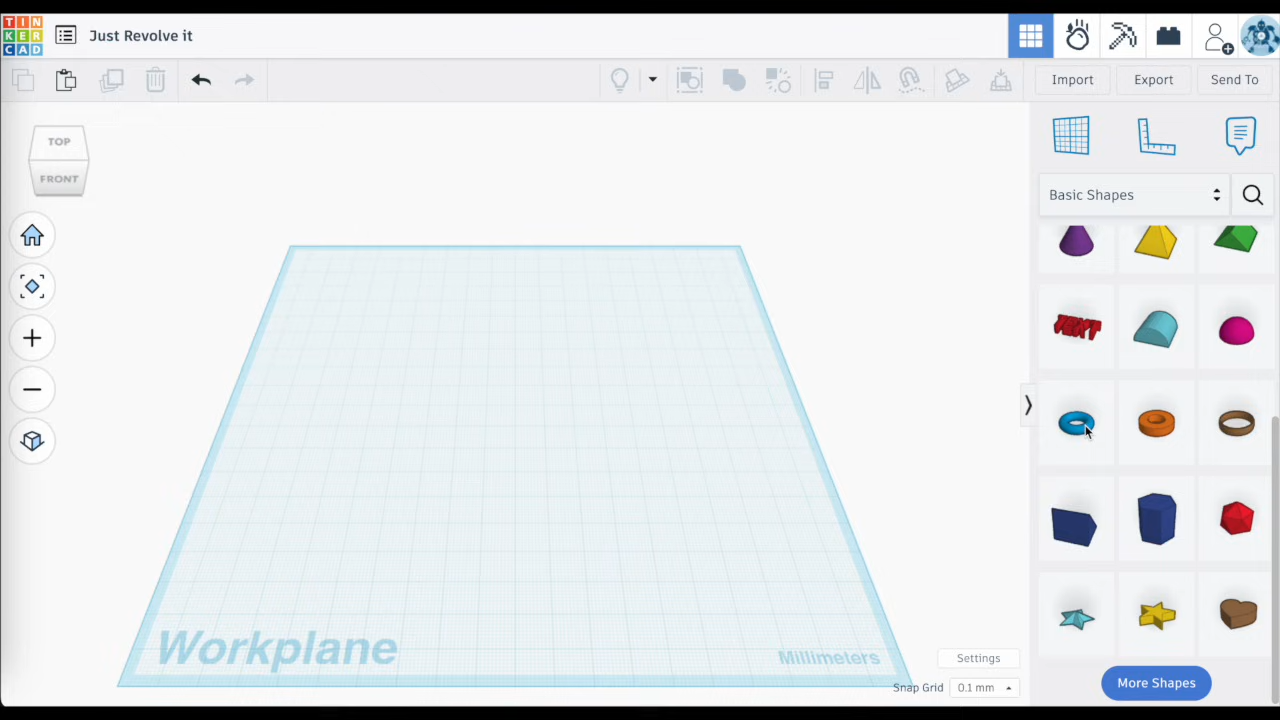 TIN
KER
CAD
Just Revolve it
Import
Export
Send To
TOP
FRONT
Basic Shapes
TEXT
Workplane
Millimeters
Settings
Snap Grid
0.1 mm
More Shapes